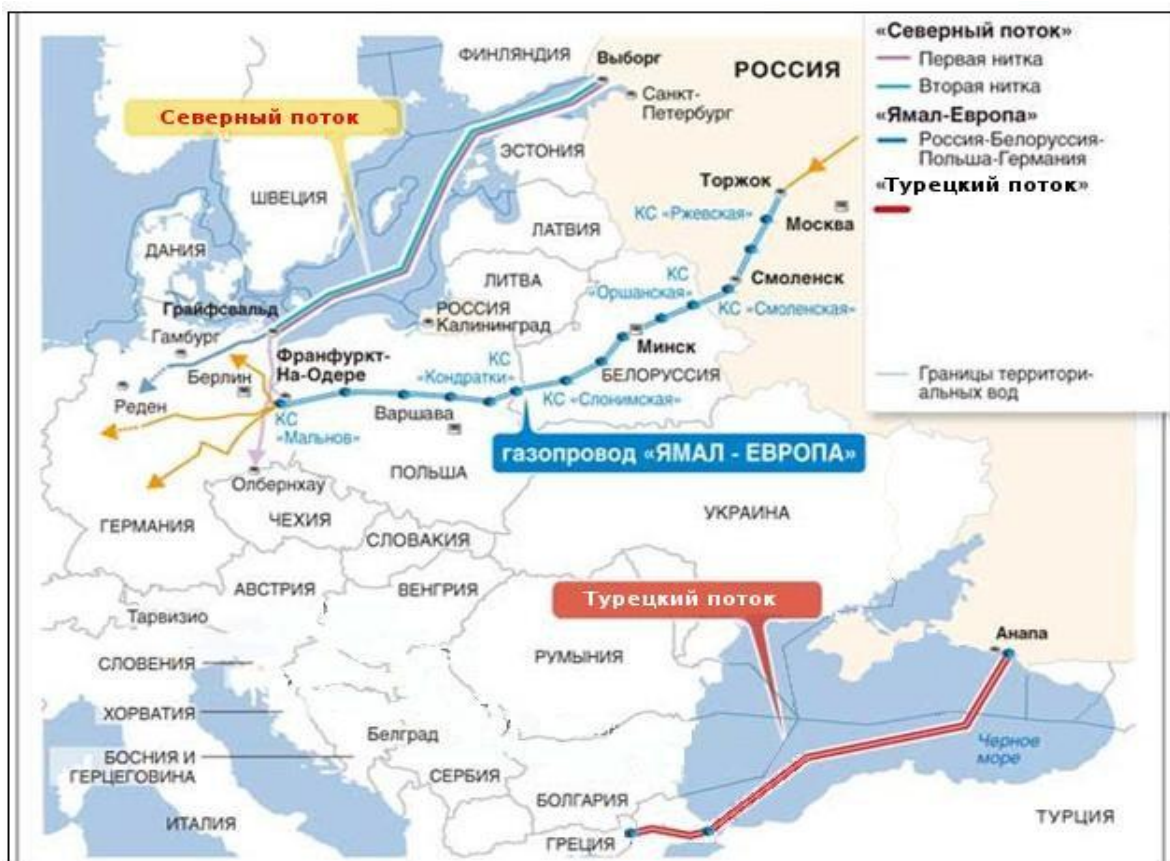 «Северный поток»
Первая нитка
Вторая нитка
«Ямал-Европа»
Россия-Белоруссия-
Польша-Германия
«Турецкий поток»
Границы территори-
альных вод
ФИНЛЯНДИЯ
Выборг
РОССИЯ
Санкт-
Петербург
Северный поток
ЭСТОНИЯ
ШВЕЦИЯ
Торжок
КС «Ржевская»
Москва
ДАНИЯ
ЛАТВИЯ
ЛИТВА
КС
«Оршанская»
Смоленск
КС «Смоленская»
Грайфсвальд
РОССИЯ
Калининград
Гамбург
Минск
Франфуркт-
На-Одере
КС
«Кондратки»
БЕЛОРУССИЯ
Берлин
Реден
КС
«Мальнов»
Варшава
КС «Слонимская»
газопровод «ЯМАЛ - ЕВРОПА»
ПОЛЬША
Олбернхау
ГЕРМАНИЯ
ЧЕХИЯ
УКРАИНА
СЛОВАКИЯ
АВСТРИЯ
ВЕНГРИЯ
Турецкий поток
Тарвизио
Анапа
СЛОВЕНИЯ
РУМЫНИЯ
ХОРВАТИЯ
Белград
Черное
море
БОСНИЯ И
ГЕРЦЕГОВИНА
СЕРБИЯ
БОЛГАРИЯ
ИТАЛИЯ
ГРЕЦИЯ
ТУРЦИЯ